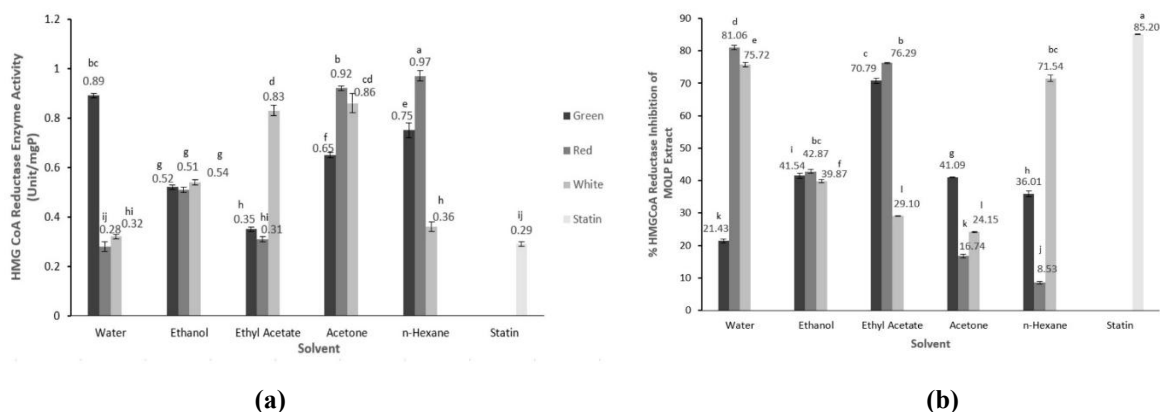 HMG CoA Reductase Enzyme Activity
(Unit/mgP)
1.2
1
0.8
0.6
0.4
0.2
0
bc
0.89
ij
0.28
hi
0.32
g
0.52
g
0.51
g
0.54
0.35
h
0.31
hi
d
0.83
f
0.65
b
0.92
cd
0.86
e
0.75
a
0.97
h
0.36
ij
0.29
Water
Ethanol
Ethyl Acetate
Acetone
n-Hexane
Statin
Solvent
Green
Red
White
Statin
(a)
% HMGCoA Reductase Inhibition of
MOLP Extract
90
80
70
60
50
40
30
20
10
0
k
21.43
d
81.06
e
75.72
i
41.54
bc
42.87
f
39.87
c
70.79
b
76.29
l
29.10
g
41.09
k
16.74
l
24.15
h
36.01
j
8.53
bc
71.54
a
85.20
Water
Ethanol
Ethyl Acetate
Acetone
n-Hexane
Statin
Solvent
(b)